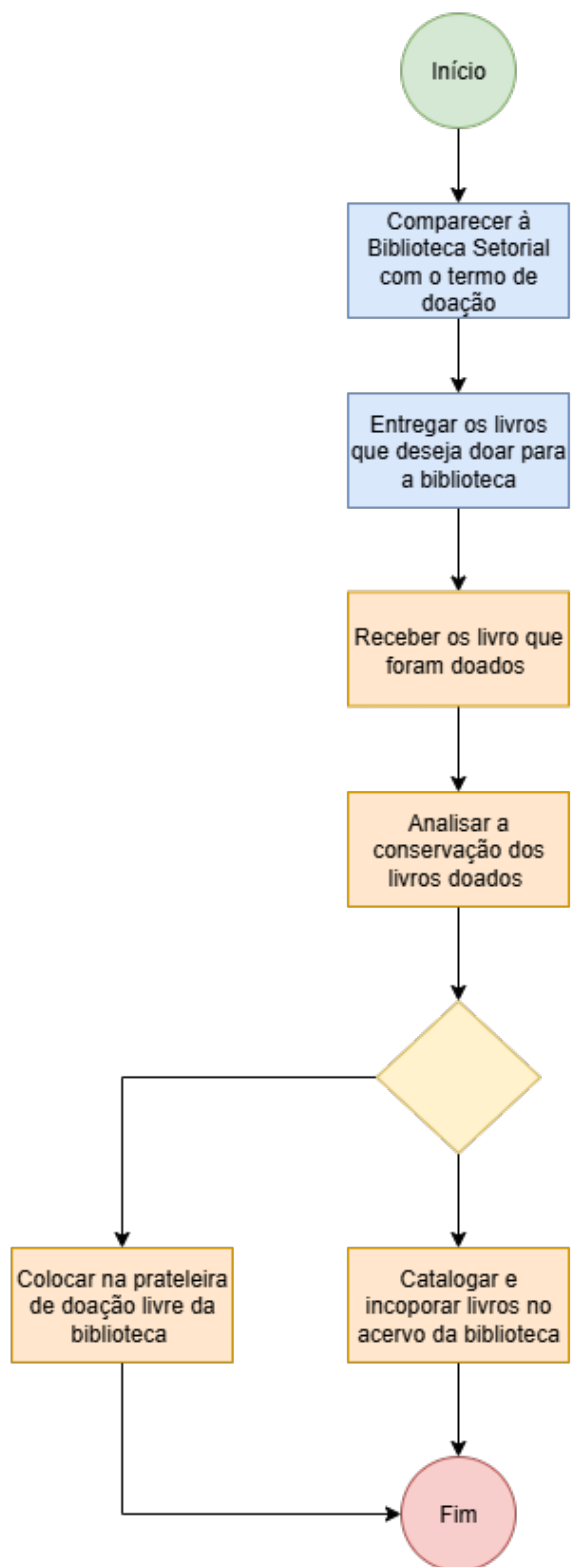 Início
Comparecer à
Biblioteca Setorial
com o termo de
doação
Entregar os livros
que deseja doar para
a biblioteca
Receber os livro que
foram doados
Analisar a
conservação dos
livros doados
Colocar na prateleira
de doação livre da
biblioteca
Catalogar e
incoporar livros no
acervo da biblioteca
Fim